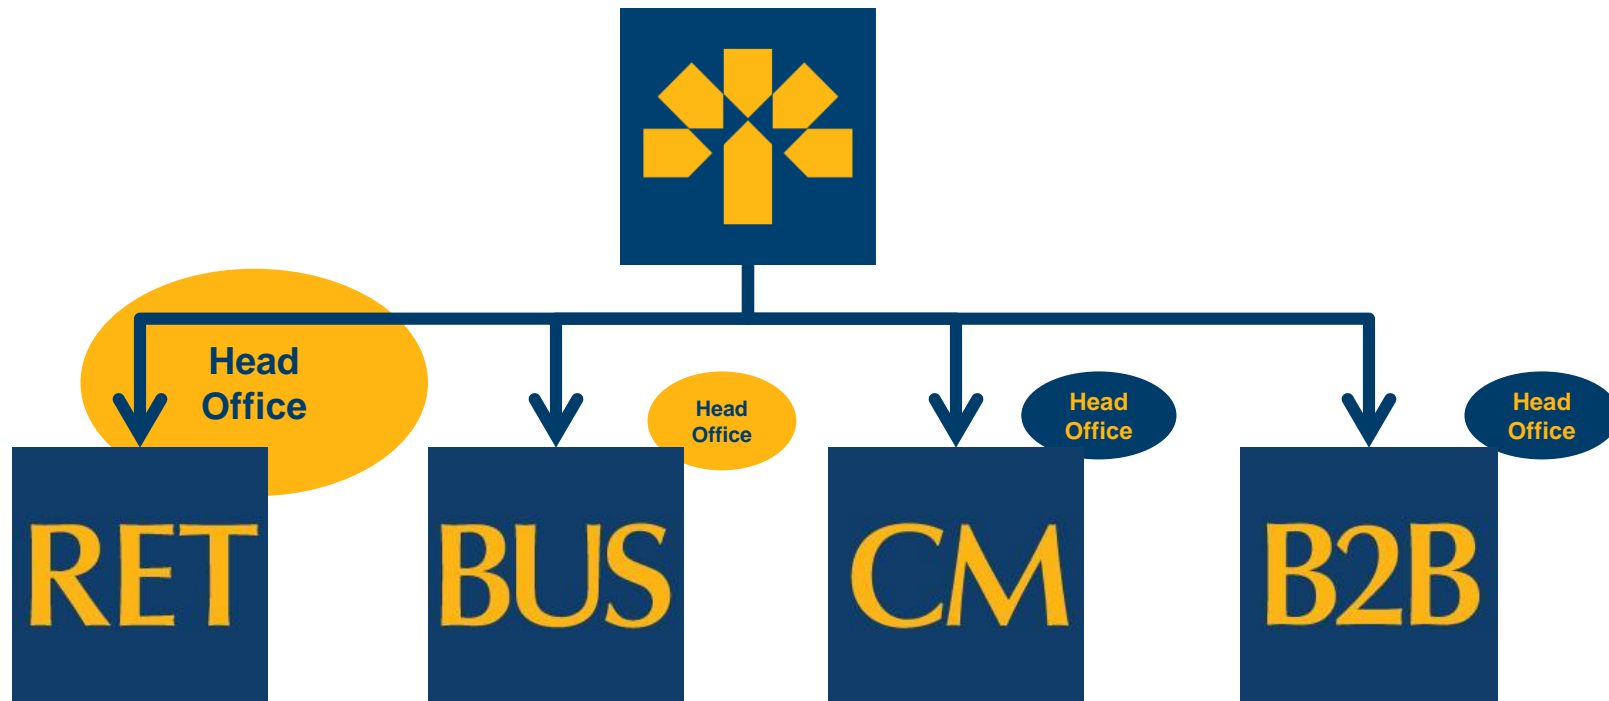 Head
Office
Head
Office
Head
Office
Head
Office
RET
BUS
CM
B2B